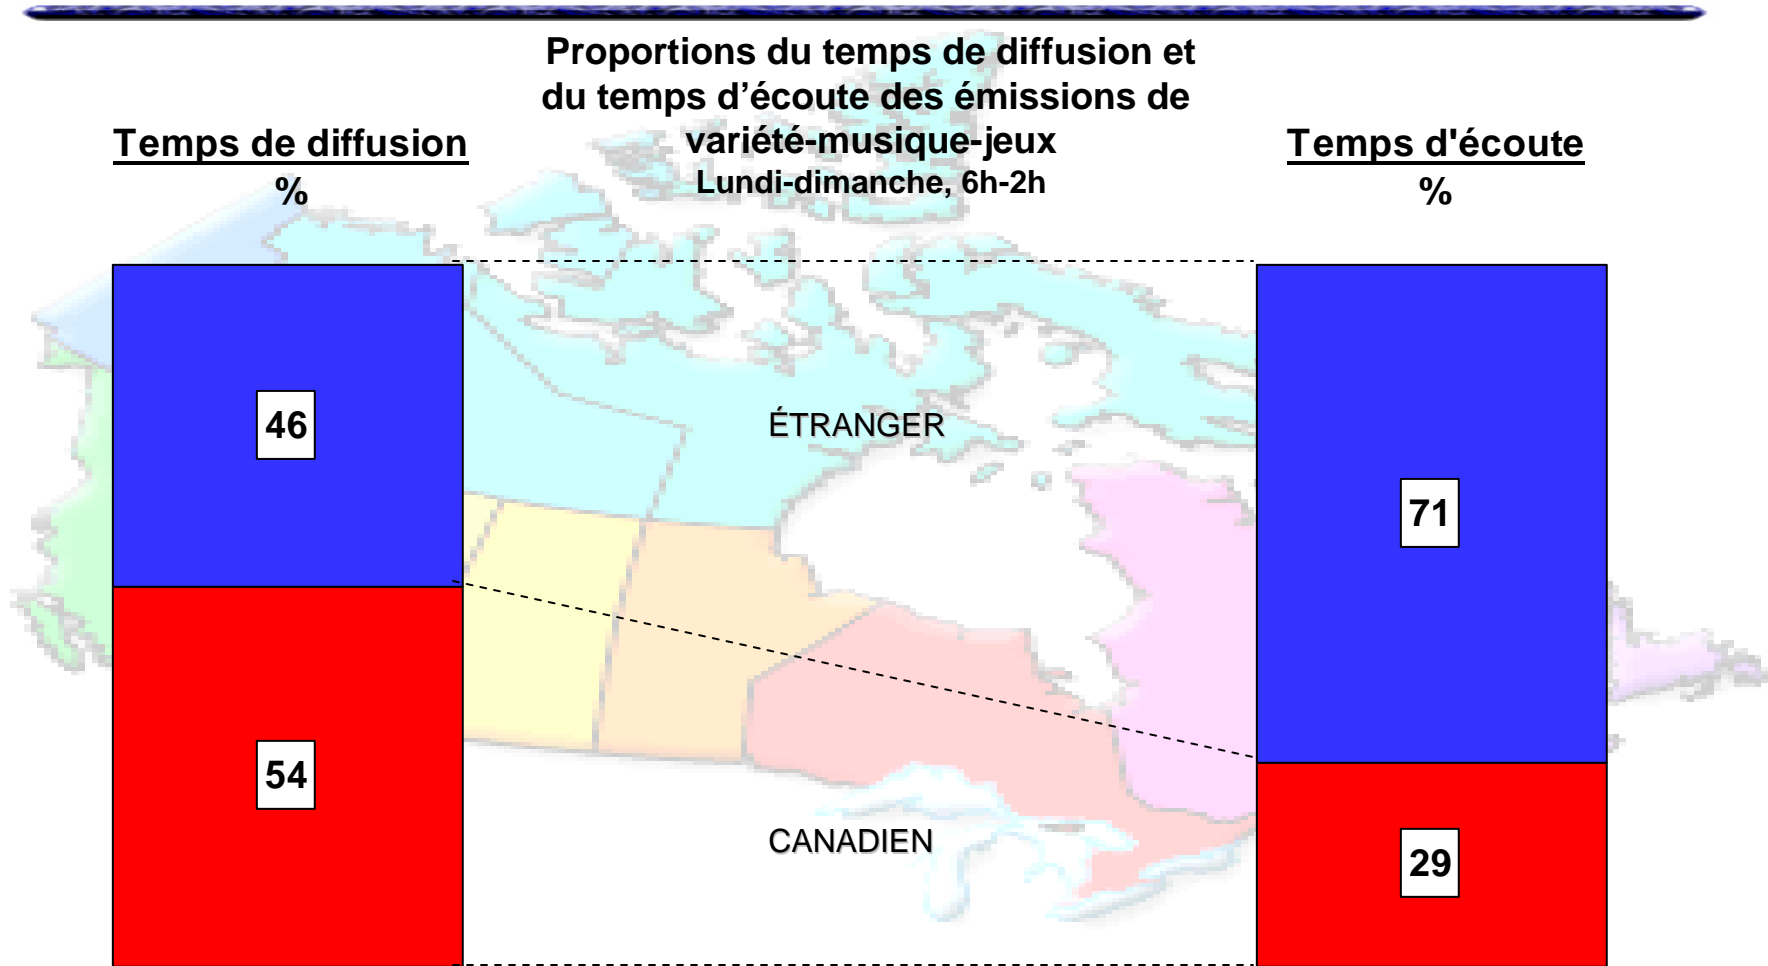 Proportions du temps de diffusion et
du temps d’écoute des émissions de
variété-musique-jeux
Lundi-dimanche, 6h-2h
Temps de diffusion
%
Temps d'écoute
%
46
ÉTRANGER
71
54
CANADIEN
29